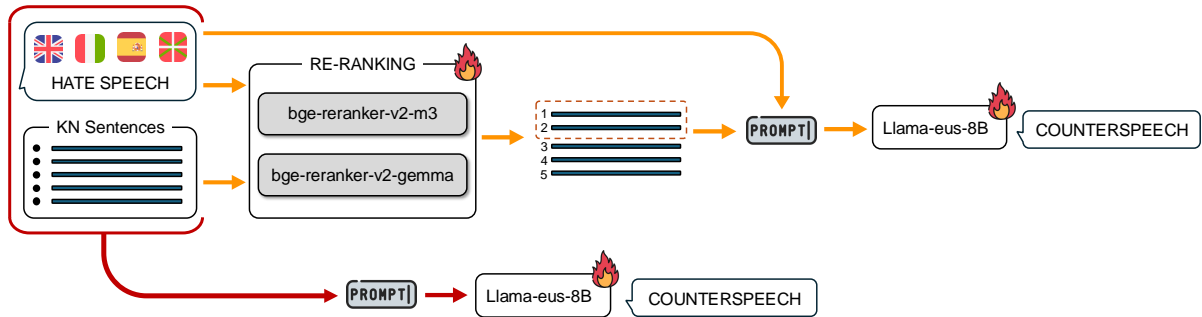 HATE SPEECH
KN Sentences
RE-RANKING
bge-reranker-v2-m3
bge-reranker-v2-gemma
1
2
3
4
5
PROMPT
Llama-eus-8B
COUNTERSPEECH
PROMPT
Llama-eus-8B
COUNTERSPEECH